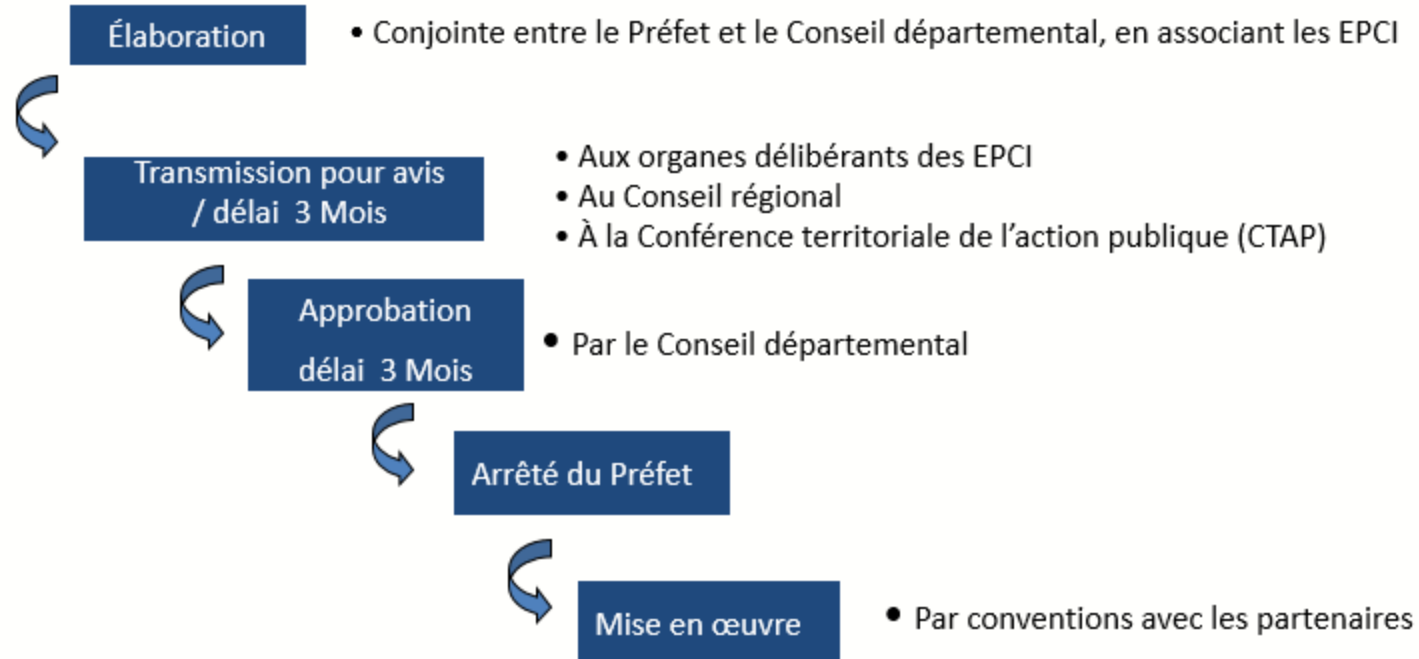 Élaboration
• Conjointe entre le Préfet et le Conseil départemental, en associant les EPCI
Transmission pour avis
/ délai 3 Mois
• Aux organes délibérants des EPCI
• Au Conseil régional
• À la Conférence territoriale de l’action publique (CTAP)
Approbation
délai 3 Mois
• Par le Conseil départemental
Arrêté du Préfet
Mise en œuvre
• Par conventions avec les partenaires